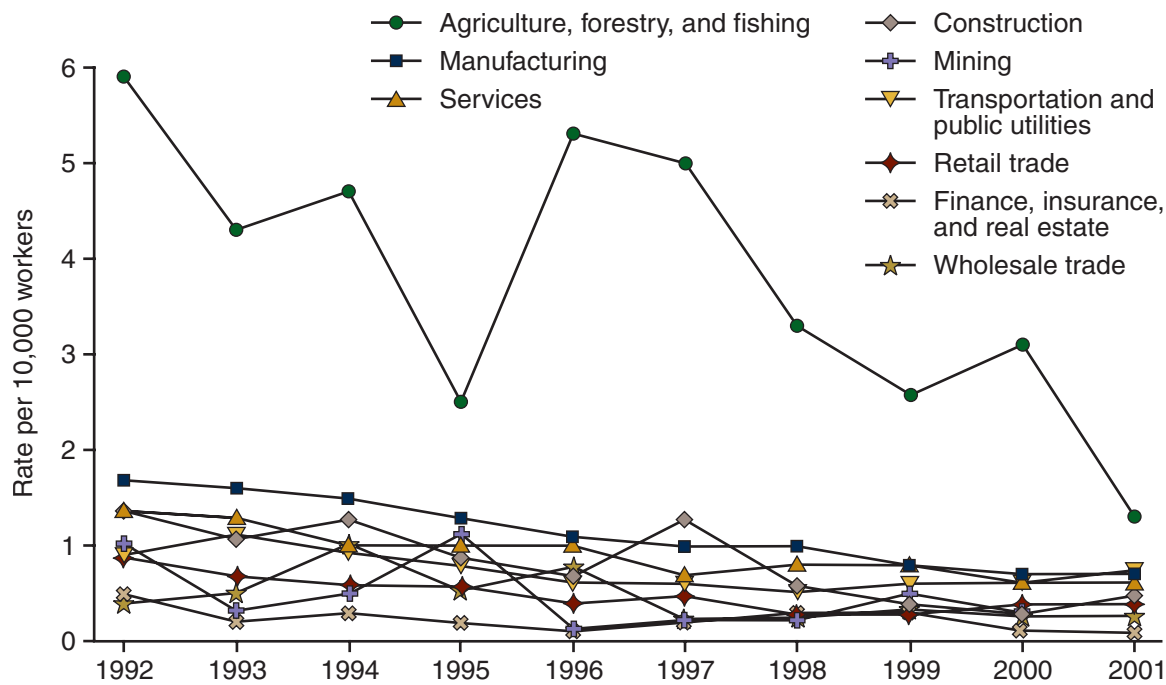 Agriculture, forestry, and fishing
Manufacturing
Services
Construction
Mining
Transportation and
public utilities
Retail trade
Finance, insurance,
and real estate
Wholesale trade
Rate per 10,000 workers
6
5
4
3
2
1
0
1992 1993 1994 1995 1996 1997 1998 1999 2000 2001